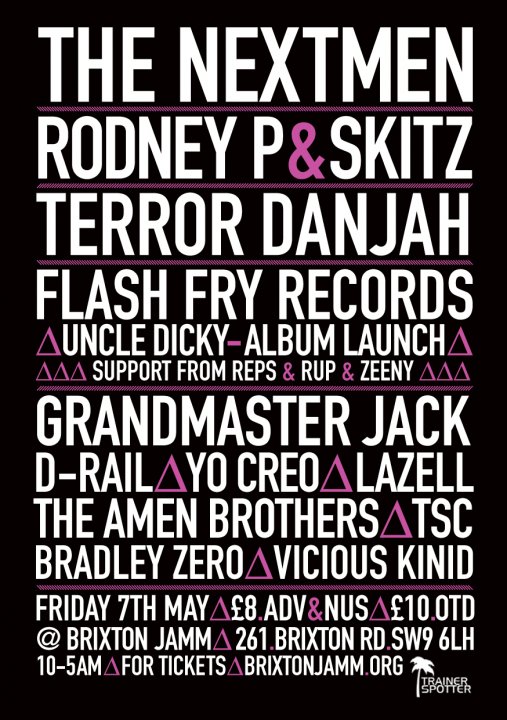 THE NEXTMEN
RODNEY P & SKITZ
TERROR DANJAH
FLASH FRY RECORDS
Δ UNCLE DICKY - ALBUM LAUNCH Δ
Δ Δ Δ SUPPORT FROM REPS & RUP & ZEENY Δ Δ Δ
GRANDMASTER JACK
D-RAIL Δ YO CREO Δ LAZELL
THE AMEN BROTHERS Δ TSC
BRADLEY ZERO Δ VICIOUS KINID
FRIDAY 7TH MAY Δ £8.ADV & NUS Δ £10.OTD
@ BRIXTON JAMM Δ 261.BRIXTON RD.SW9 6LH
10-5AM Δ FOR TICKETS Δ BRIXTONJAMM.ORG
TRAINER
SPOTTER